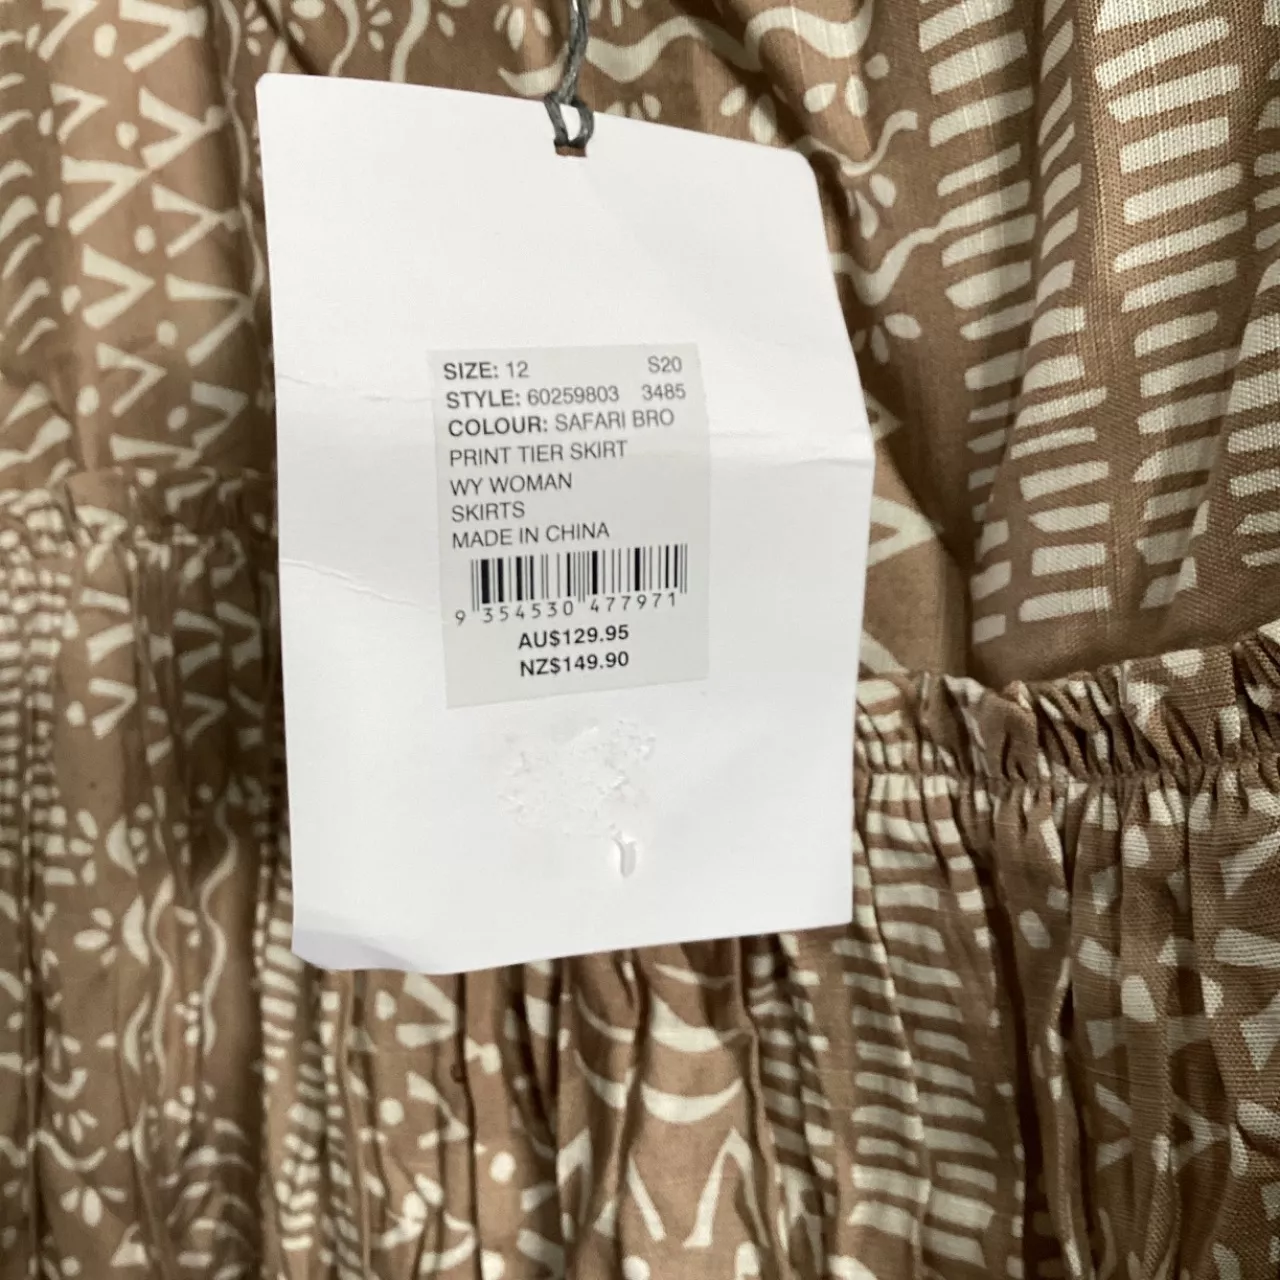 SIZE: 12 S20
STYLE: 60259803 3485
COLOUR: SAFARI BRO
PRINT TIER SKIRT
WY WOMAN
SKIRTS
MADE IN CHINA
9 354530 477971
AU$129.95
NZ$149.90